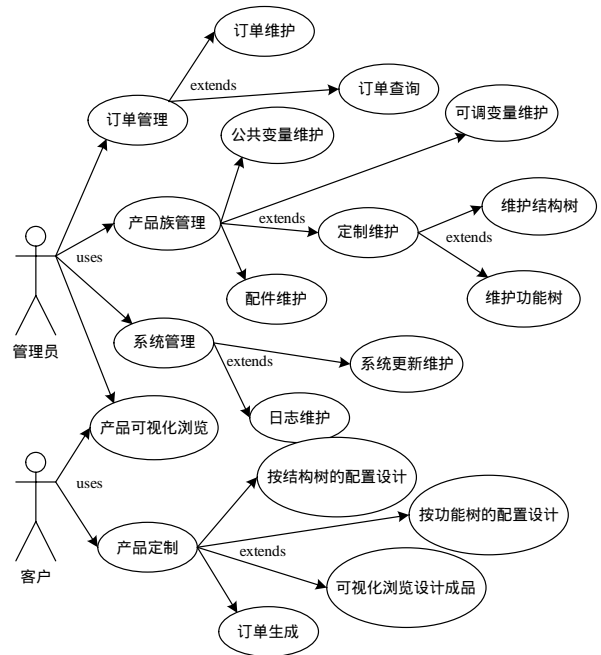 订单维护
extends
订单查询
订单管理
公共变量维护
可调变量维护
产品族管理
extends
定制维护
维护结构树
extends
维护功能树
uses
配件维护
管理员
系统管理
extends
系统更新维护
日志维护
产品可视化浏览
uses
按结构树的配置设计
按功能树的配置设计
产品定制
extends
可视化浏览设计成品
客户
订单生成